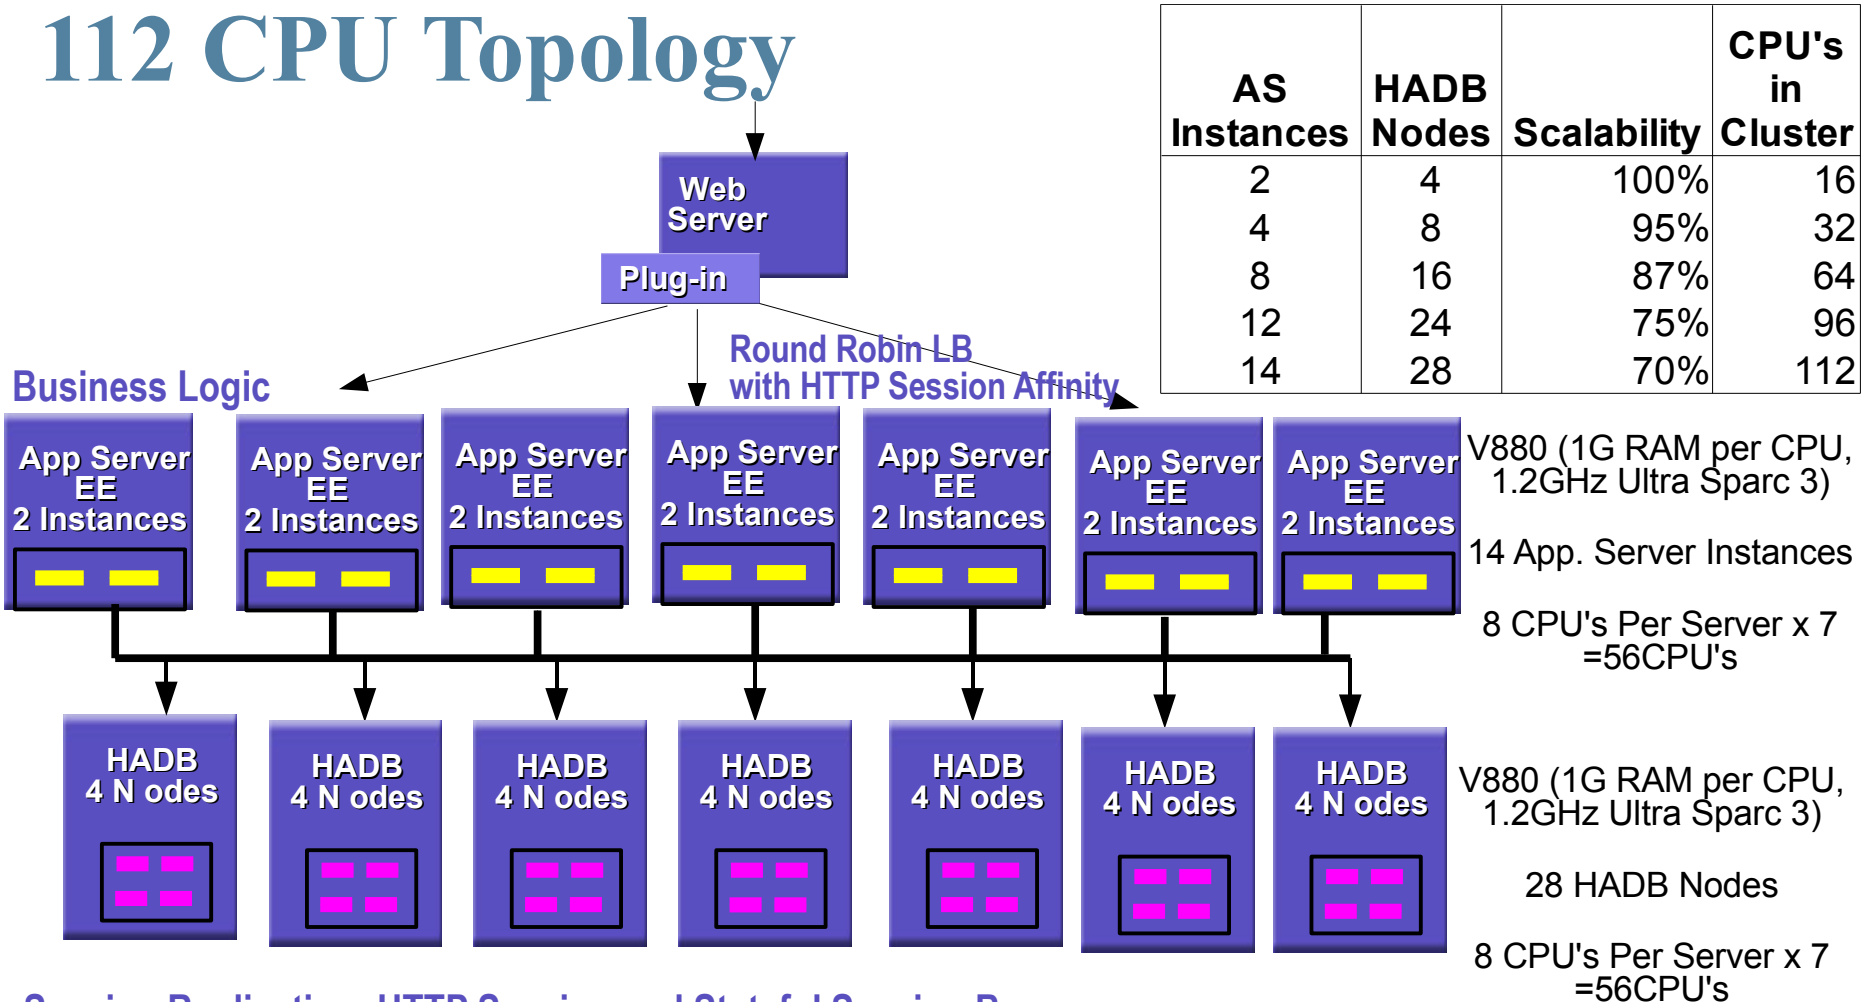 112 CPU Topology
AS Instances HADB Nodes Scalability CPU's in Cluster
2 4 100% 16
4 8 95% 32
8 16 87% 64
12 24 75% 96
14 28 70% 112
Web
Server
Plug-in
Round Robin LB
with HTTP Session Affinity
Business Logic
App Server
EE
2 Instances
App Server
EE
2 Instances
App Server
EE
2 Instances
App Server
EE
2 Instances
App Server
EE
2 Instances
App Server
EE
2 Instances
App Server
EE
2 Instances
V880 (1G RAM per CPU,
1.2GHz Ultra Sparc 3)
14 App. Server Instances
8 CPU's Per Server x 7
=56CPU's
HADB
4 N odes
HADB
4 N odes
HADB
4 N odes
HADB
4 N odes
HADB
4 N odes
HADB
4 N odes
HADB
4 N odes
V880 (1G RAM per CPU,
1.2GHz Ultra Sparc 3)
28 HADB Nodes
8 CPU's Per Server x 7
=56CPU's